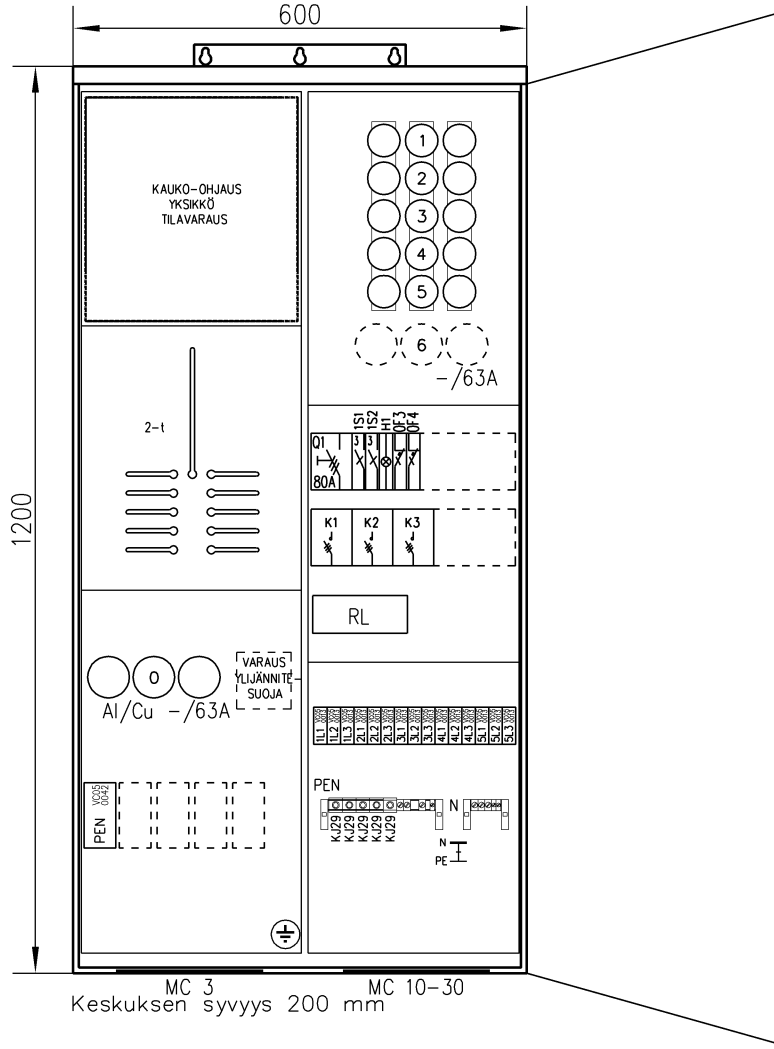 600
1200
KAUKO-OHJAUS
YKSIKKÖ
TILAVARAUS
1
2
3
4
5
6
-/63A
2-t
Q1
80A
3
1S1
3
1S2
H1
OF3
OF4
K1
K2
K3
RL
0
Al/Cu -/63A
VARAUS
YLIJÄNNITE-
SUOJA
1L1
1L2
1L3
2L1
2L2
2L3
3L1
3L2
3L3
4L1
4L2
4L3
5L1
5L2
5L3
PEN
VC05
0042
PEN
N
KJ29
KJ29
KJ29
KJ29
KJ29
N
PE
MC 3
MC 10-30
Keskuksen syvyys 200 mm